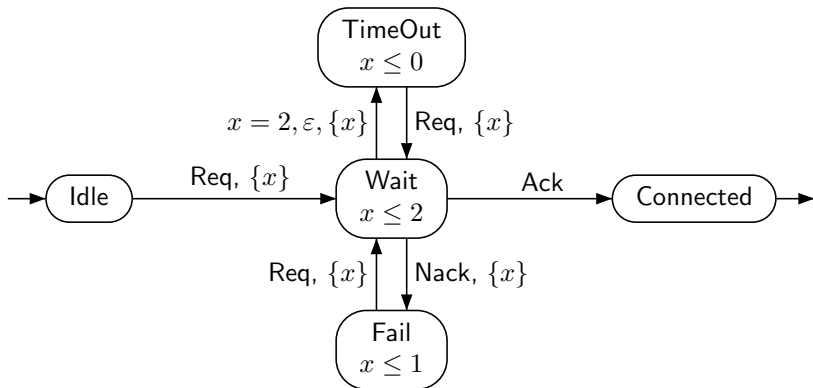 TimeOut
x ≤ 0
x = 2, ε, {x}
Req, {x}
Idle
Req, {x}
Wait
x ≤ 2
Ack
Connected
Req, {x}
Nack, {x}
Fail
x ≤ 1